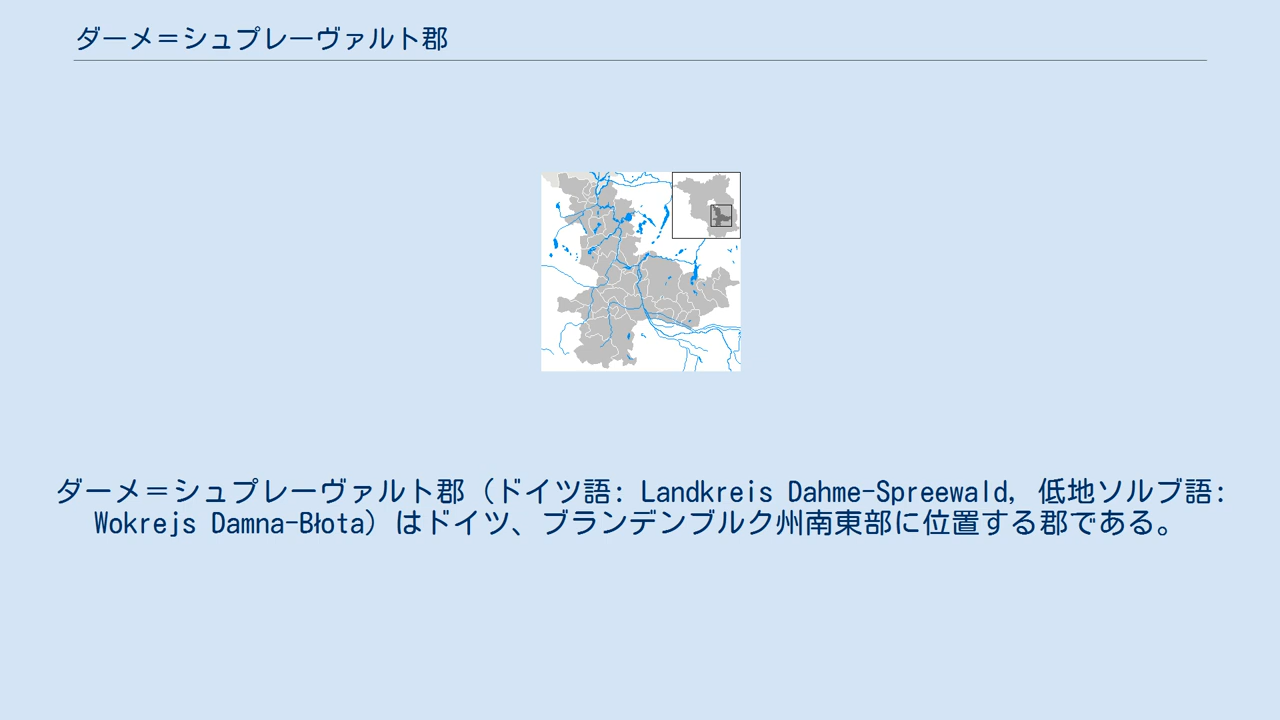 ダーメ＝シュプレーヴァルト郡
ダーメ＝シュプレーヴァルト郡（ドイツ語: Landkreis Dahme-Spreewald, 低地ソルブ語:
Wokrejs Damna-Błota）はドイツ、ブランデンブルク州南東部に位置する郡である。